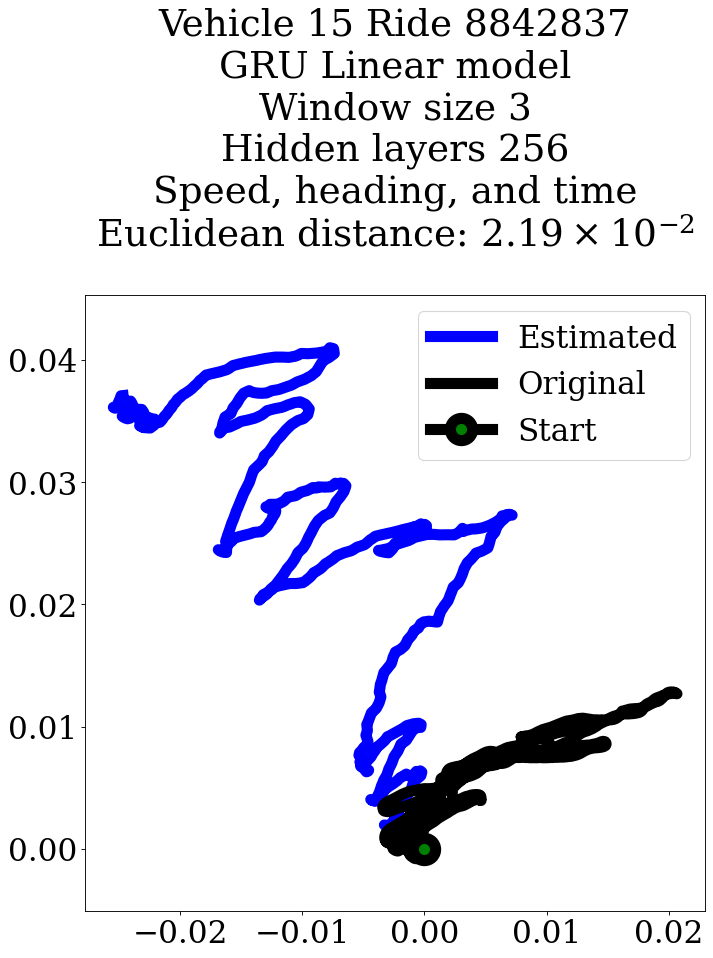 Vehicle 15 Ride 8842837
GRU Linear model
Window size 3
Hidden layers 256
Speed, heading, and time
Euclidean distance: 2.19 × 10⁻²
Estimated
Original
Start
0.04
0.03
0.02
0.01
0.00
−0.02 −0.01 0.00 0.01 0.02